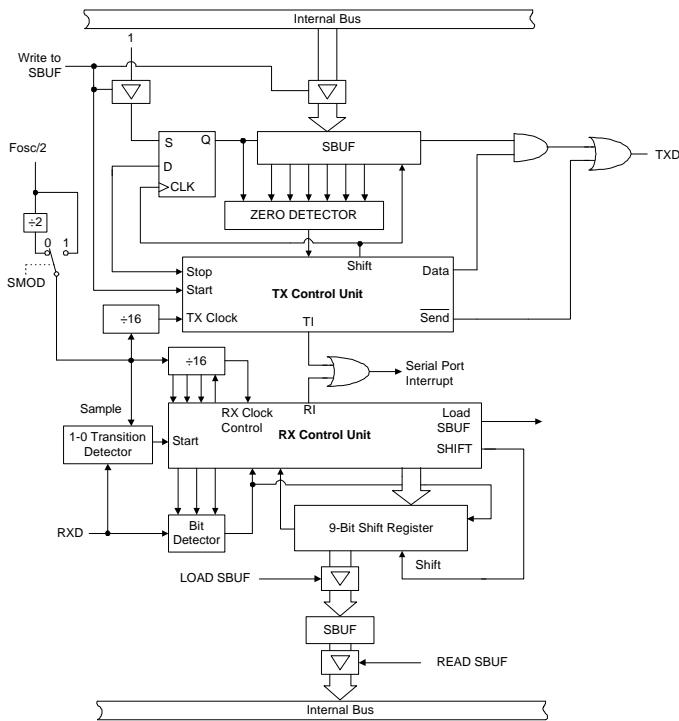 Internal Bus
1
Write to
SBUF
S
Q
D
CLK
SBUF
TXD
Fosc/2
ZERO DETECTOR
÷2
0 1
SMOD
Shift
Stop
Start
Data
TX Control Unit
÷16
TX Clock
TI
Send
÷16
Serial Port
Interrupt
Sample
RX Clock
Control
RI
Load
SBUF
1-0 Transition
Detector
Start
RX Control Unit
SHIFT
RXD
Bit
Detector
9-Bit Shift Register
Shift
LOAD SBUF
SBUF
READ SBUF
Internal Bus